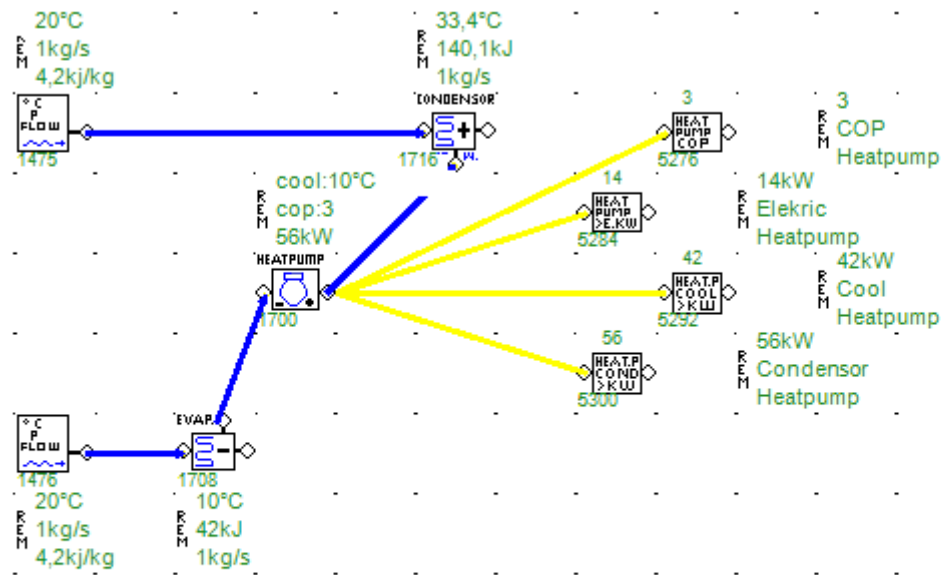 20°C
REM
1kg/s
4,2kj/kg
°C
P
FLOW
1475
33,4°C
REM
140,1kJ
1kg/s
CONDENSOR
+
1716
3
HEAT
PUMP
COP
5276
3
REM
COP
Heatpump
cool:10°C
REM
cop:3
56kW
HEATPUMP
1700
14
HEAT
PUMP
>E.KW
5284
14kW
REM
Elekric
Heatpump
42
HEAT.P
COOL
>KW
5292
42kW
REM
Cool
Heatpump
56
HEAT.P
COND
>KW
5300
56kW
REM
Condensor
Heatpump
°C
P
FLOW
1476
20°C
REM
1kg/s
4,2kj/kg
EVAP.
-
1708
10°C
REM
42kJ
1kg/s